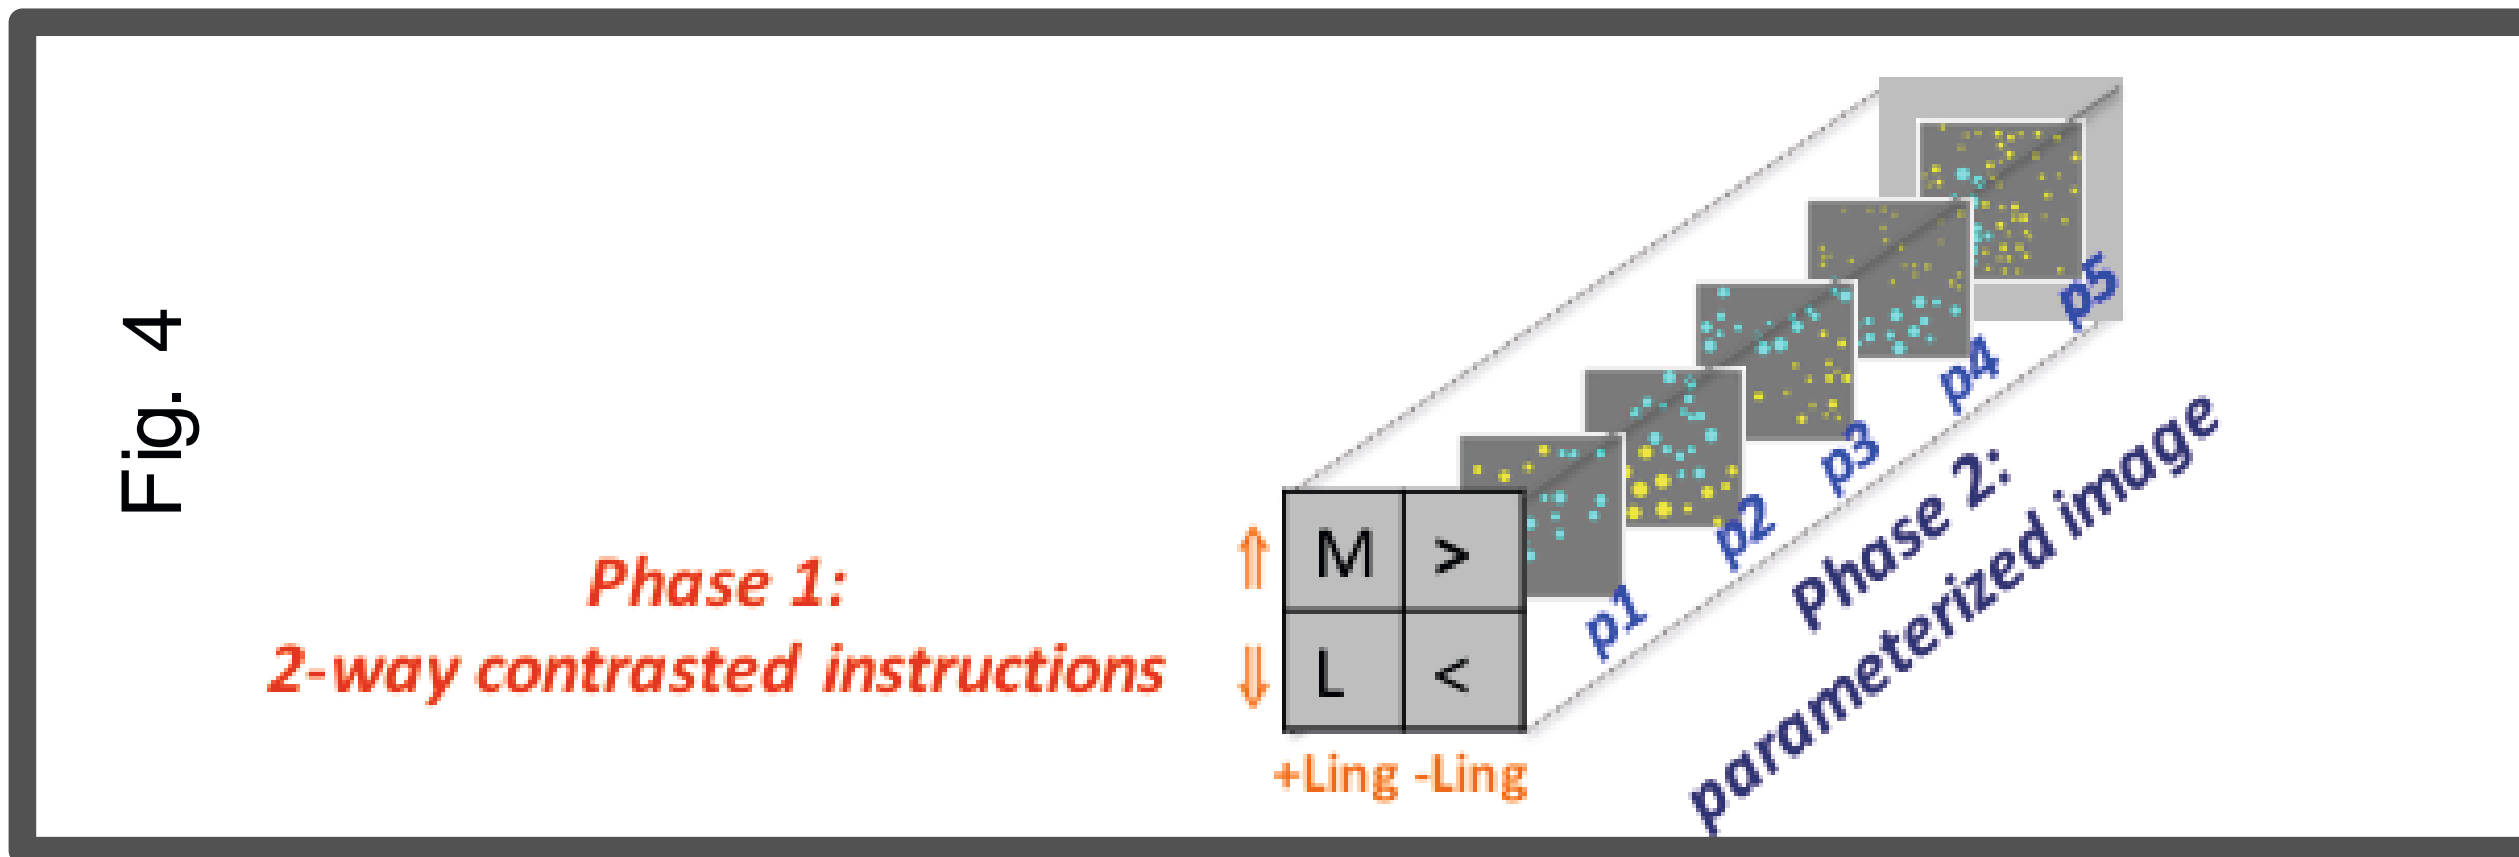 Fig. 4
Phase 1:
2-way contrasted instructions
M >
L <
+Ling -Ling
p1
p2
p3
p4
p5
Phase 2:
parameterized image